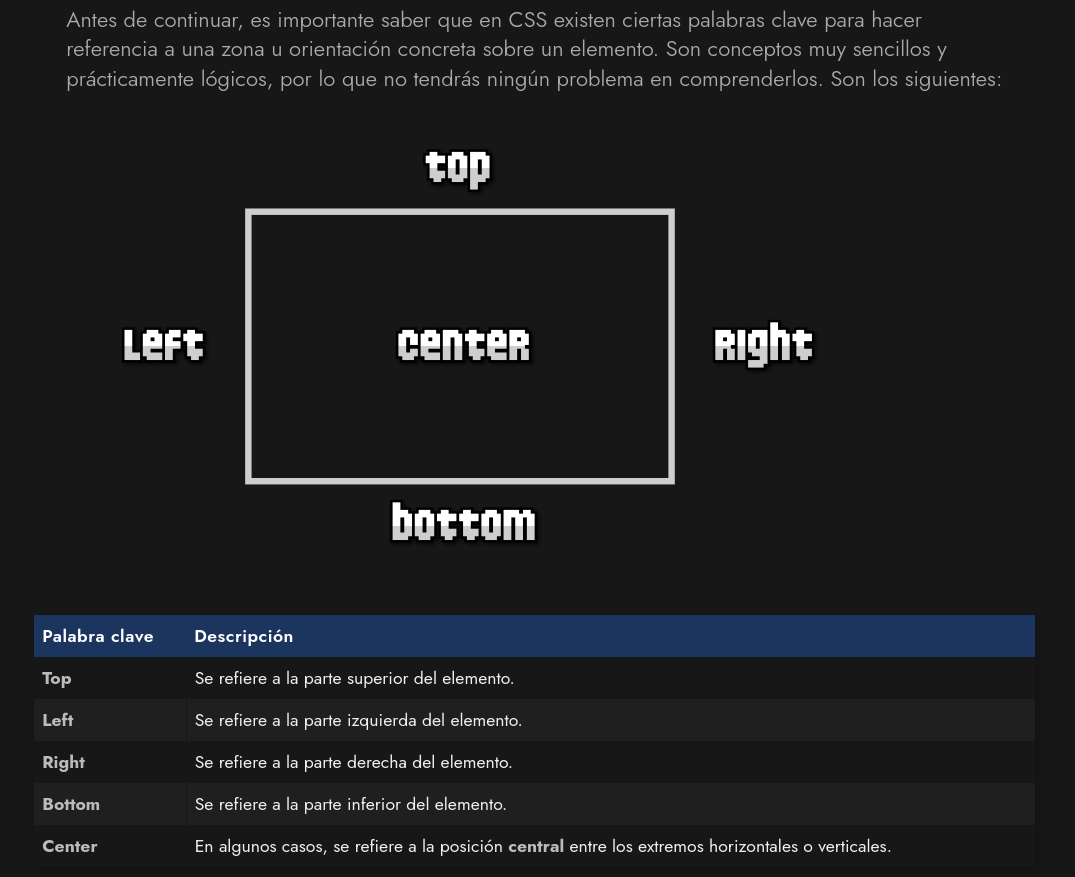 Antes de continuar, es importante saber que en CSS existen ciertas palabras clave para hacer
referencia a una zona u orientación concreta sobre un elemento. Son conceptos muy sencillos y
prácticamente lógicos, por lo que no tendrás ningún problema en comprenderlos. Son los siguientes:
top
Left center Right
bottom
Palabra clave Descripción
Top Se refiere a la parte superior del elemento.
Left Se refiere a la parte izquierda del elemento.
Right Se refiere a la parte derecha del elemento.
Bottom Se refiere a la parte inferior del elemento.
Center En algunos casos, se refiere a la posición central entre los extremos horizontales o verticales.